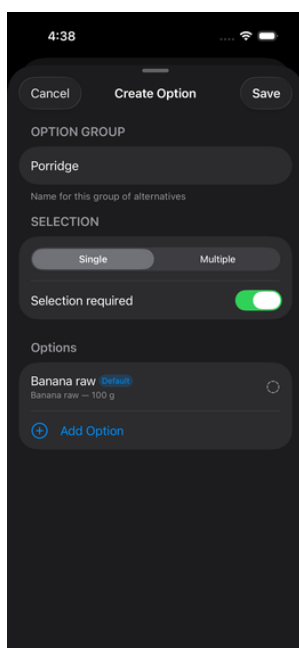 4:38
Cancel
Create Option
Save
OPTION GROUP
Porridge
Name for this group of alternatives
SELECTION
Single
Multiple
Selection required
Options
Banana raw Default
Banana raw — 100 g
Add Option